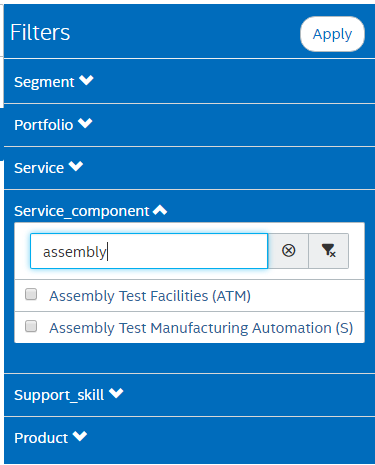 Filters
Apply
Segment
Portfolio
Service
Service_component
assembly
Assembly Test Facilities (ATM)
Assembly Test Manufacturing Automation (S)
Support_skill
Product